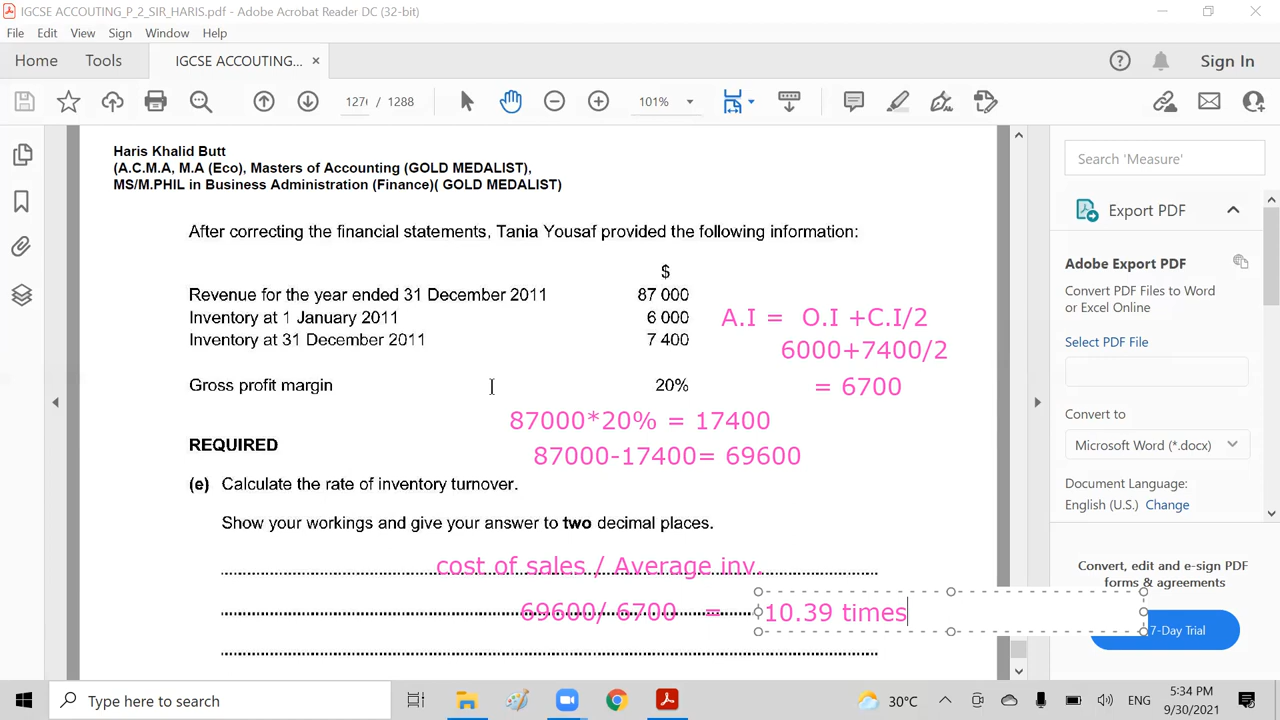 IGCSE ACCOUTING_P_2_SIR_HARIS.pdf - Adobe Acrobat Reader DC (32-bit)
File Edit View Sign Window Help
Home Tools IGCSE ACCOUTING... × Sign In
127( / 1288 101%
Haris Khalid Butt
(A.C.M.A, M.A (Eco), Masters of Accounting (GOLD MEDALIST),
MS/M.PHIL in Business Administration (Finance)( GOLD MEDALIST)
After correcting the financial statements, Tania Yousaf provided the following information:
$
Revenue for the year ended 31 December 2011 87 000
Inventory at 1 January 2011 6 000
Inventory at 31 December 2011 7 400
A.I = O.I +C.I/2
6000+7400/2
= 6700
Gross profit margin 20%
87000*20% = 17400
87000-17400= 69600
REQUIRED
(e) Calculate the rate of inventory turnover.
Show your workings and give your answer to two decimal places.
cost of sales / Average inv.
69600/ 6700 = 10.39 times
Search 'Measure'
Export PDF
Adobe Export PDF
Convert PDF Files to Word
or Excel Online
Select PDF File
Convert to
Microsoft Word (*.docx)
Document Language:
English (U.S.) Change
Convert, edit and e-sign PDF
forms & agreements
7-Day Trial
Type here to search
30°C
ENG
5:34 PM
9/30/2021